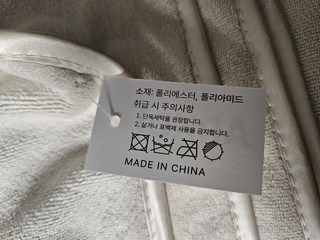 소재: 폴리에스터, 폴리아미드
취급 시 주의사항
1. 단독세탁을 권장합니다.
2. 삶거나 표백제 사용을 금지합니다.
MADE IN CHINA